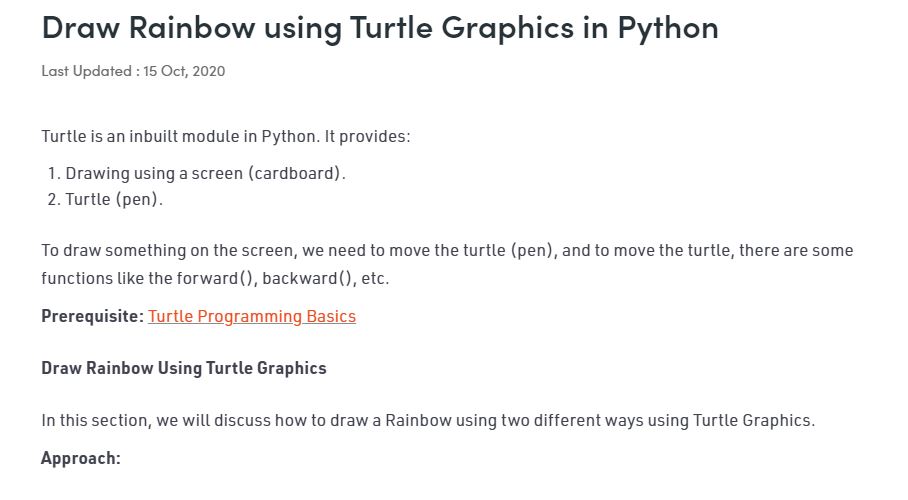 Draw Rainbow using Turtle Graphics in Python
Last Updated : 15 Oct, 2020
Turtle is an inbuilt module in Python. It provides:
1. Drawing using a screen (cardboard).
2. Turtle (pen).
To draw something on the screen, we need to move the turtle (pen), and to move the turtle, there are some
functions like the forward(), backward(), etc.
Prerequisite: Turtle Programming Basics
Draw Rainbow Using Turtle Graphics
In this section, we will discuss how to draw a Rainbow using two different ways using Turtle Graphics.
Approach: